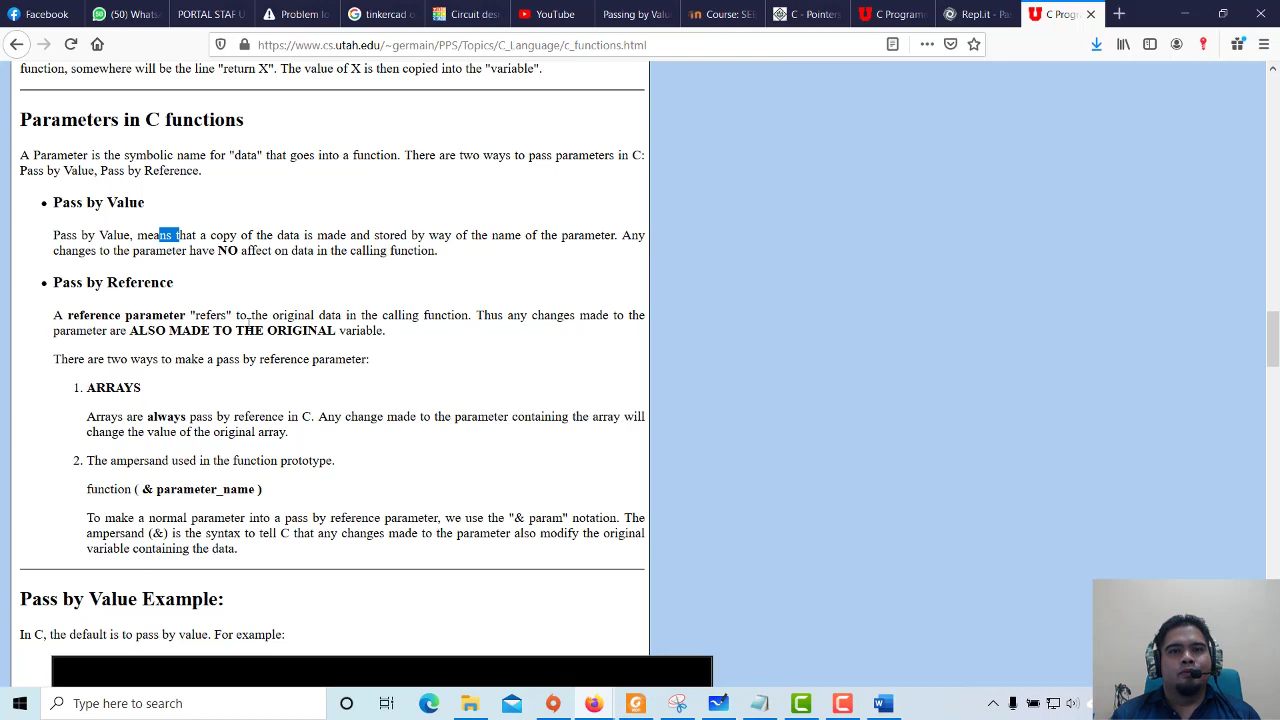 (50)
WhatsA
PORTAL STAF U
Problem lo
tinkercad o
Circuit desi
YouTube
Passing by Valu
Course: SEL
C - Pointers
C Programe
Repl.it - Pas
C Progr
https://www.cs.utah.edu/~germain/PPS/Topics/C_Language/c_functions.html
function, somewhere will be the line "return X". The value of X is then copied into the "variable".
Parameters in C functions
A Parameter is the symbolic name for "data" that goes into a function. There are two ways to pass parameters in C:
Pass by Value, Pass by Reference.
• Pass by Value
Pass by Value, means that a copy of the data is made and stored by way of the name of the parameter. Any
changes to the parameter have NO affect on data in the calling function.
• Pass by Reference
A reference parameter "refers" to the original data in the calling function. Thus any changes made to the
parameter are ALSO MADE TO THE ORIGINAL variable.
There are two ways to make a pass by reference parameter:
1. ARRAYS
Arrays are always pass by reference in C. Any change made to the parameter containing the array will
change the value of the original array.
2. The ampersand used in the function prototype.
function ( & parameter_name )
To make a normal parameter into a pass by reference parameter, we use the "& param" notation. The
ampersand (&) is the syntax to tell C that any changes made to the parameter also modify the original
variable containing the data.
Pass by Value Example:
In C, the default is to pass by value. For example:
Type here to search